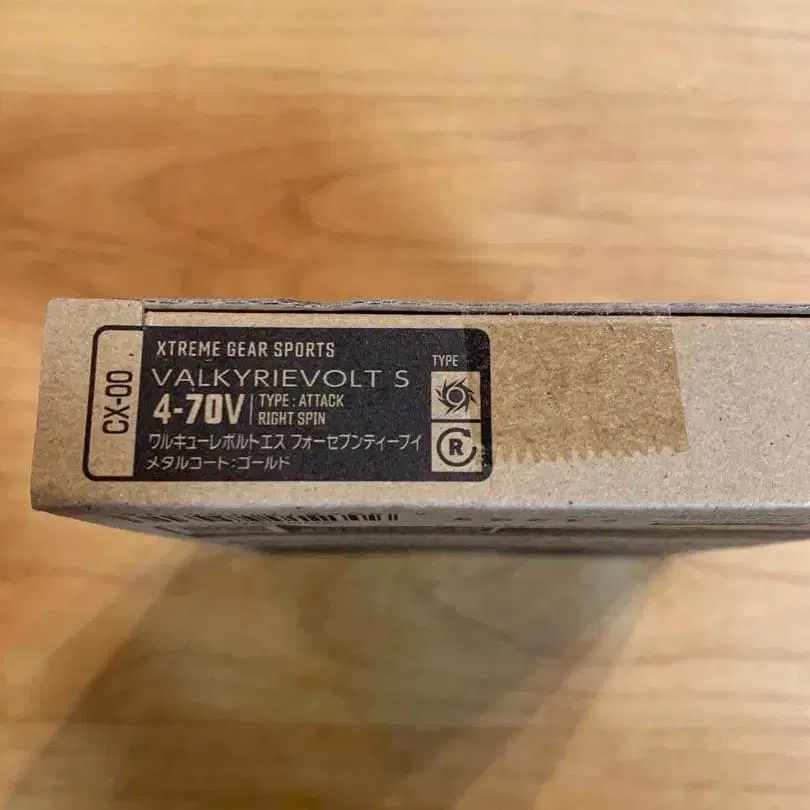 CX-00
XTREME GEAR SPORTS
VALKYRIEVOLT S
4-70V
TYPE : ATTACK
RIGHT SPIN
ワルキューレボルトエス フォーセブンティーブイ
メタルコート:ゴールド
TYPE
R